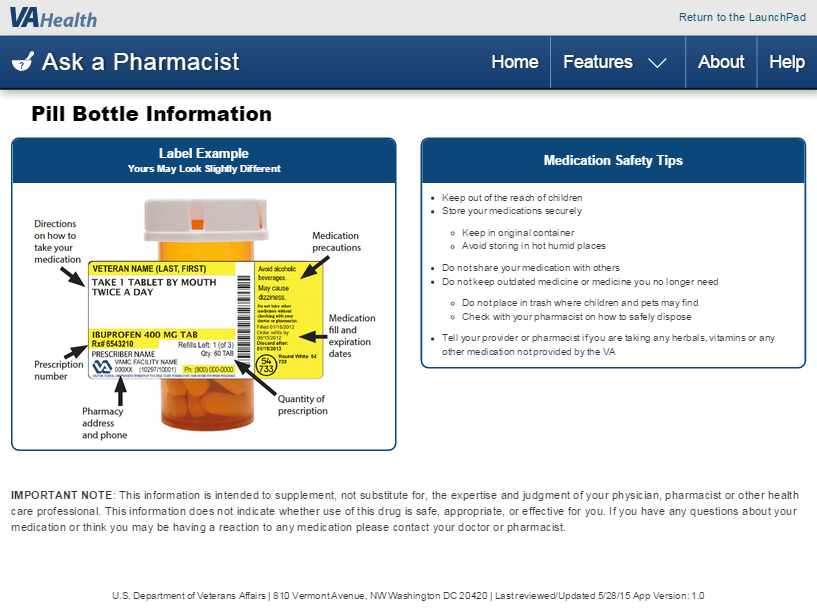 VA Health
Return to the LaunchPad
Ask a Pharmacist
Home
Features
About
Help
Pill Bottle Information
Label Example
Yours May Look Slightly Different
Directions
on how to
take your
medication
Medication
precautions
VETERAN NAME (LAST, FIRST)
TAKE 1 TABLET BY MOUTH
TWICE A DAY
Avoid alcoholic
beverages.
May cause
dizziness.
Do not take other
medicines without
checking with your
doctor or pharmacist.
Filled 01/15/2012
Order refills by:
Discard after:
01/15/2013
Medication
fill and
expiration
dates
IBUPROFEN 400 MG TAB
Rx# 6543210
Refills Left: 1 (of 3)
PRESCRIBER NAME
Qty: 60 TAB
VAMC FACILITY NAME
000XX (10297/10001)
Ph: (800) 000-0000
54
733
Round White 54
733
Prescription
number
Pharmacy
address
and phone
Quantity of
prescription
Medication Safety Tips
Keep out of the reach of children
Store your medications securely
Keep in original container
Avoid storing in hot humid places
Do not share your medication with others
Do not keep outdated medicine or medicine you no longer need
Do not place in trash where children and pets may find
Check with your pharmacist on how to safely dispose
Tell your provider or pharmacist if you are taking any herbals, vitamins or any
other medication not provided by the VA
IMPORTANT NOTE: This information is intended to supplement, not substitute for, the expertise and judgment of your physician, pharmacist or other health
care professional. This information does not indicate whether use of this drug is safe, appropriate, or effective for you. If you have any questions about your
medication or think you may be having a reaction to any medication please contact your doctor or pharmacist.
U.S. Department of Veterans Affairs | 810 Vermont Avenue, NW Washington DC 20420 | Last reviewed/Updated 5/28/15 App Version: 1.0